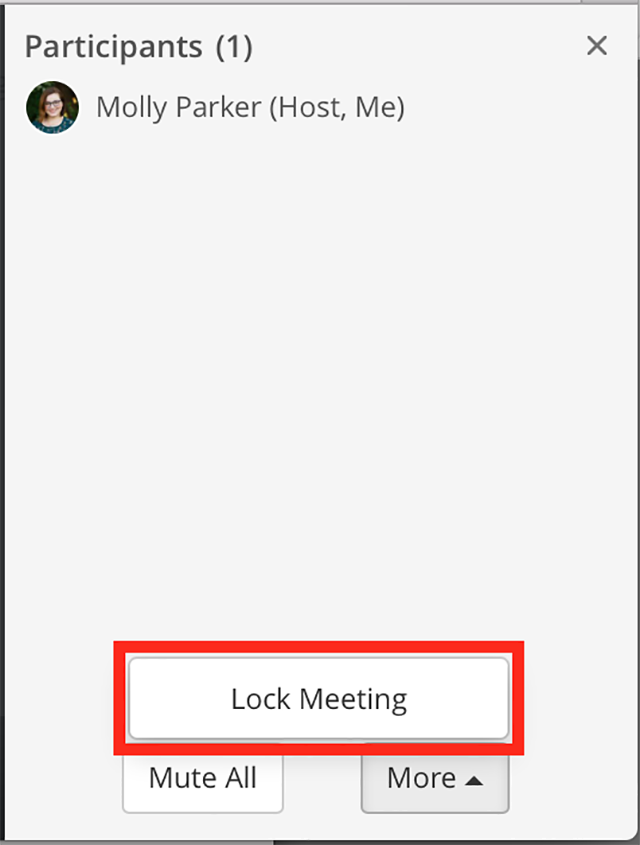 Participants (1)
Molly Parker (Host, Me)
Lock Meeting
Mute All
More